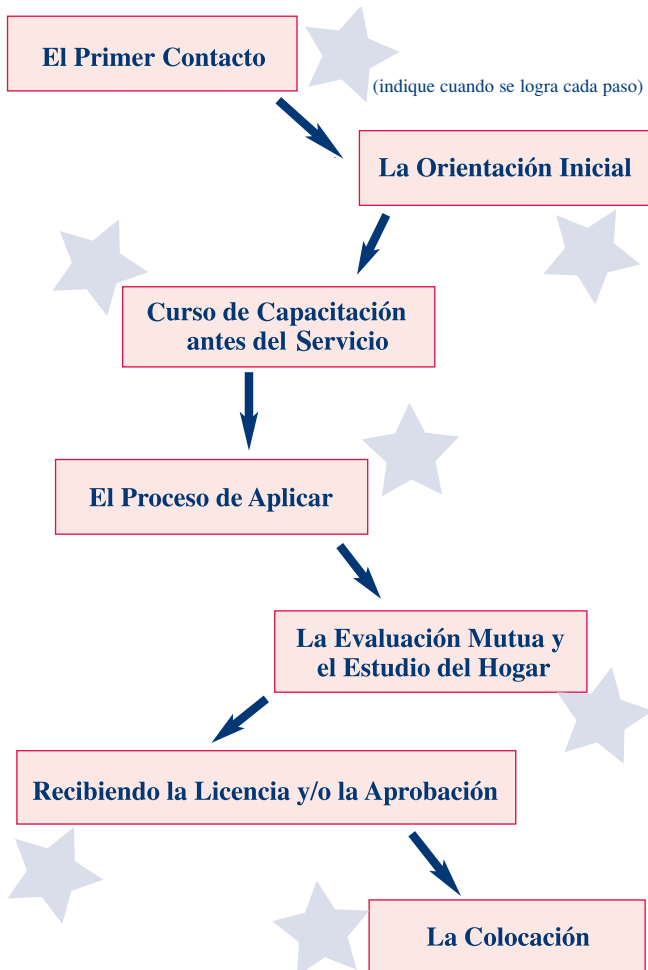 El Primer Contacto
(indique cuando se logra cada paso)
La Orientación Inicial
Curso de Capacitación
antes del Servicio
El Proceso de Aplicar
La Evaluación Mutua y
el Estudio del Hogar
Recibiendo la Licencia y/o la Aprobación
La Colocación